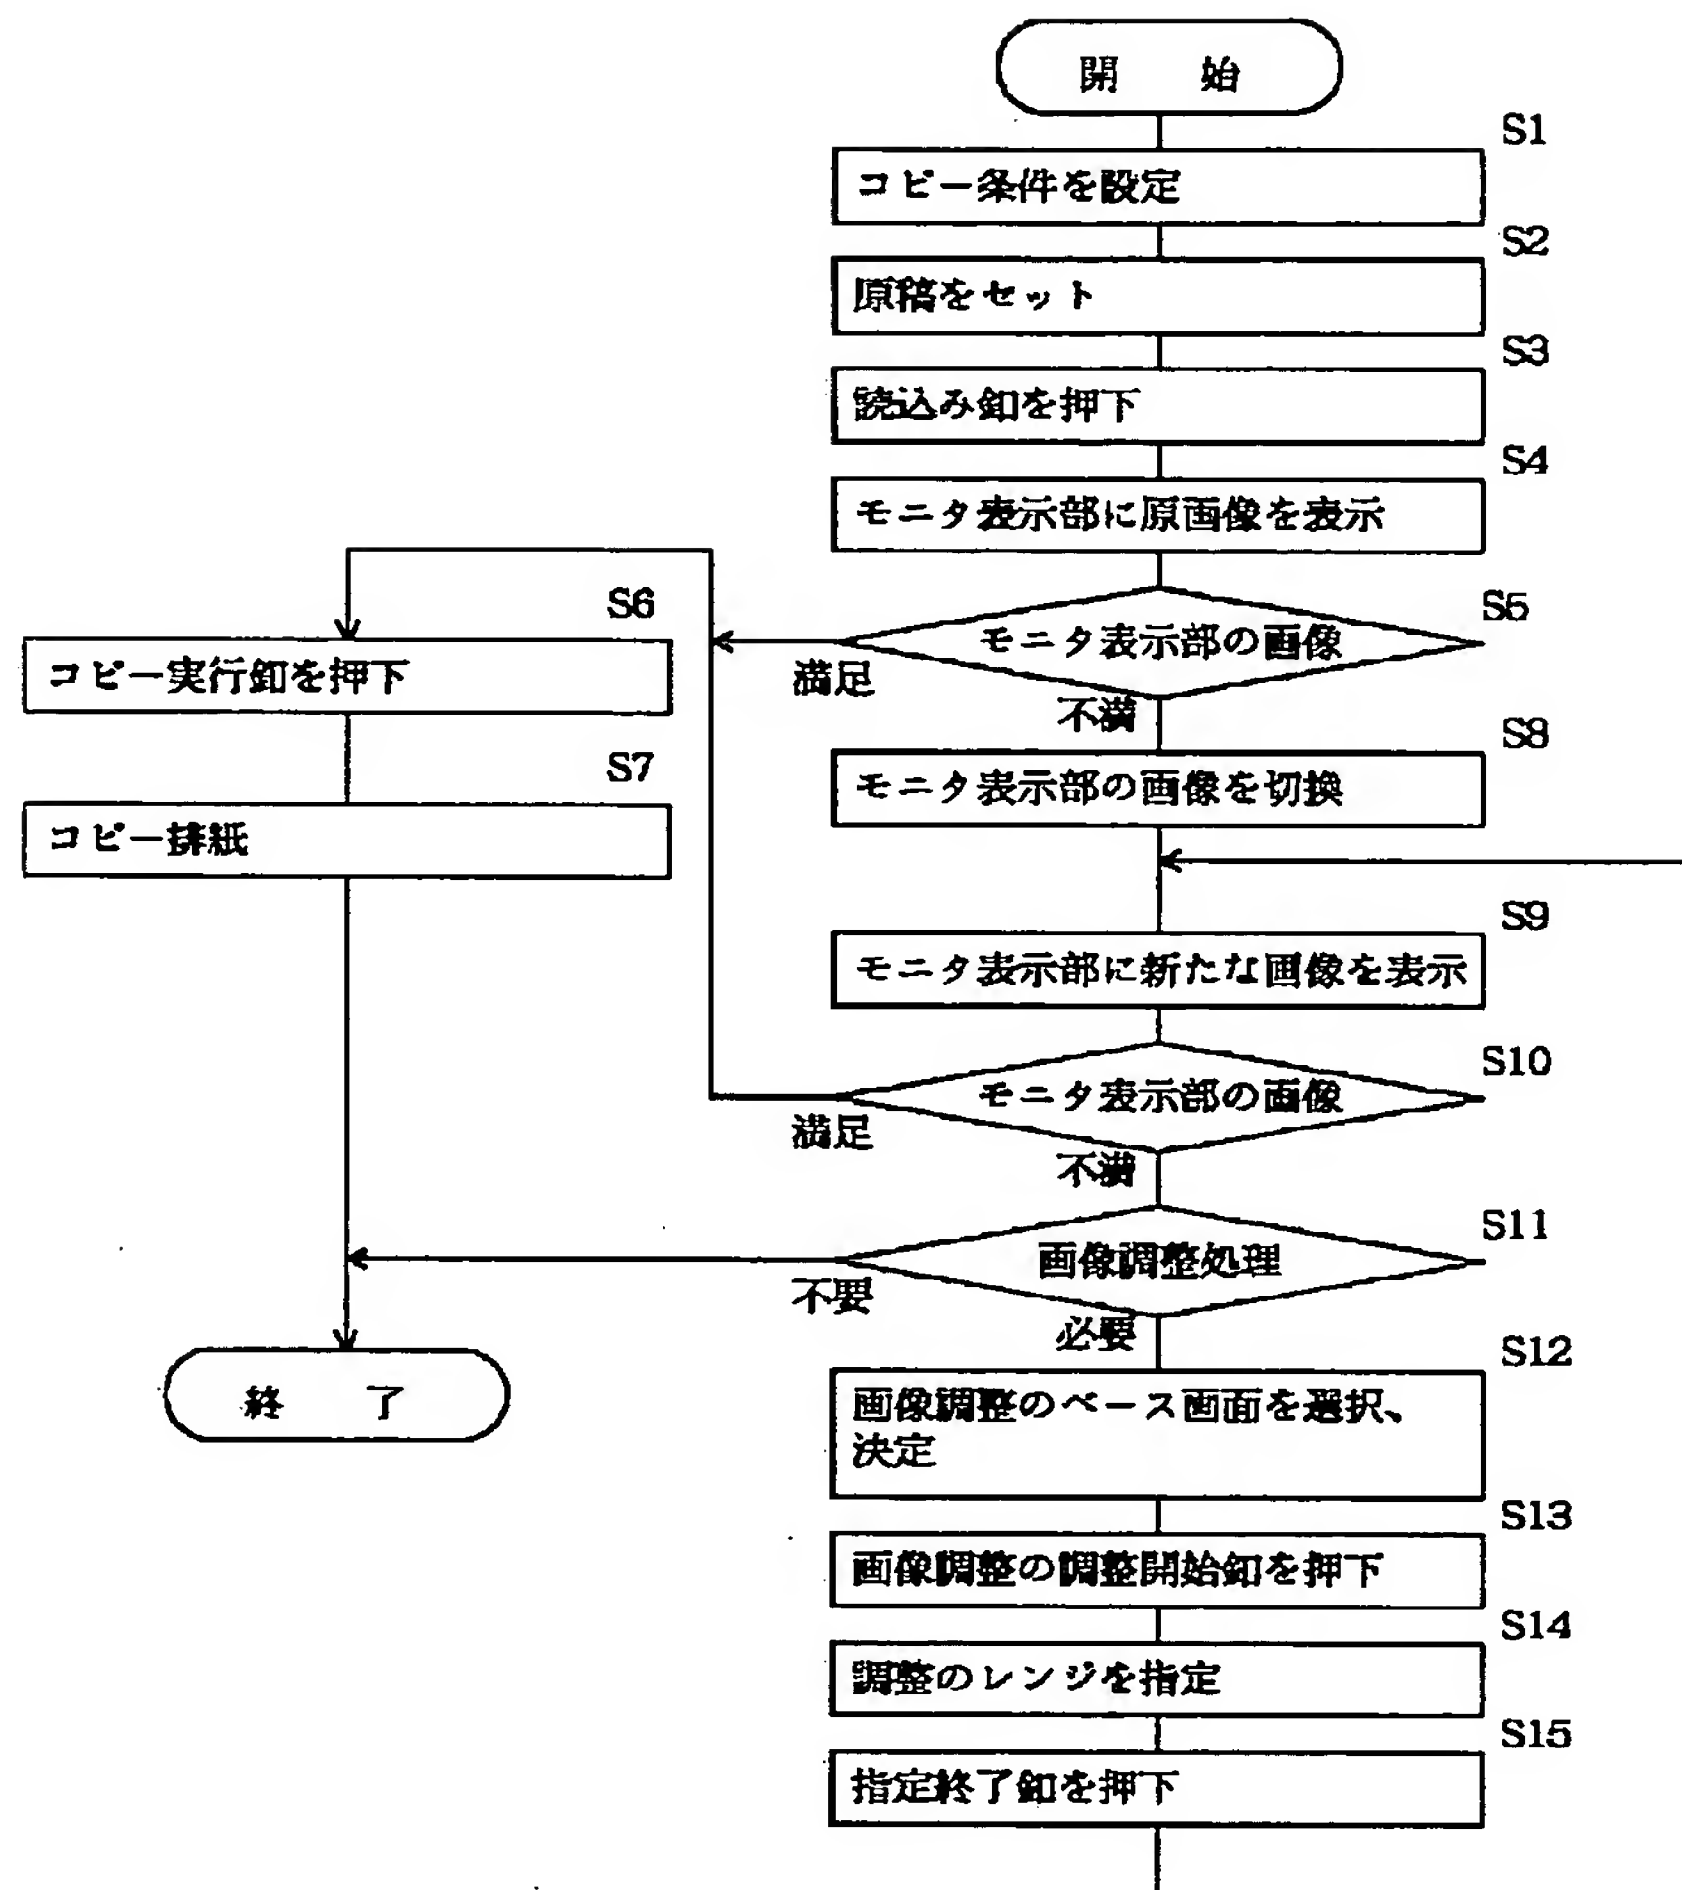 開 始
S1
コピー条件を設定
S2
原稿をセット
S3
読込み釦を押下
S4
モニタ表示部に原画像を表示
S5
モニタ表示部の画像
満足
不満
S6
コピー実行釦を押下
S7
コピー排紙
S8
モニタ表示部の画像を切換
S9
モニタ表示部に新たな画像を表示
S10
モニタ表示部の画像
満足
不満
S11
画像調整処理
不要
必要
終 了
S12
画像調整のベース画面を選択、
決定
S13
画像調整の調整開始釦を押下
S14
調整のレンジを指定
S15
指定終了釦を押下